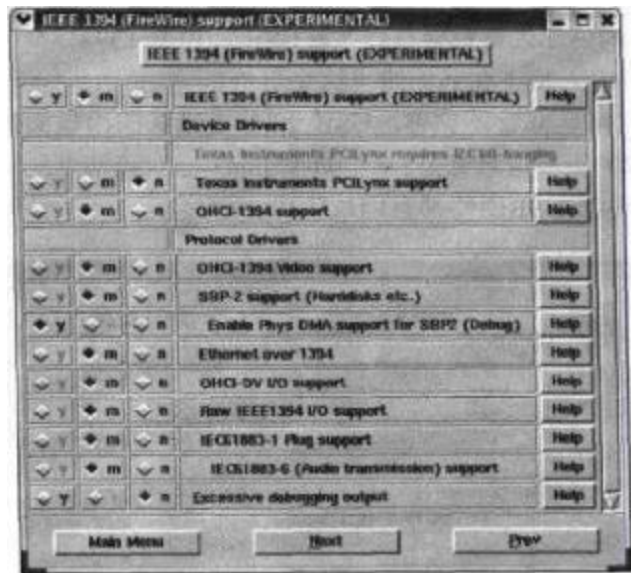 IEEE 1394 (FireWire) support (EXPERIMENTAL)
IEEE 1394 (FireWire) support (EXPERIMENTAL)
y m n IEEE 1394 (FireWire) support (EXPERIMENTAL) Help
Device Drivers
Texas Instruments PCILynx requires I2C bit-banging
y m n Texas Instruments PCILynx support Help
y m n OHCI-1394 support Help
Protocol Drivers
y m n OHCI-1394 Video support Help
y m n SBP-2 support (Harddisks etc.) Help
y n Enable Phys DMA support for SBP2 (Debug) Help
y m n Ethernet over 1394 Help
y m n OHCI-DV I/O support Help
y m n Raw IEEE1394 I/O support Help
y m n IEC61883-1 Plug support Help
y m n IEC61883-6 (Audio transmission) support Help
y n Excessive debugging output Help
Main Menu Next Prev